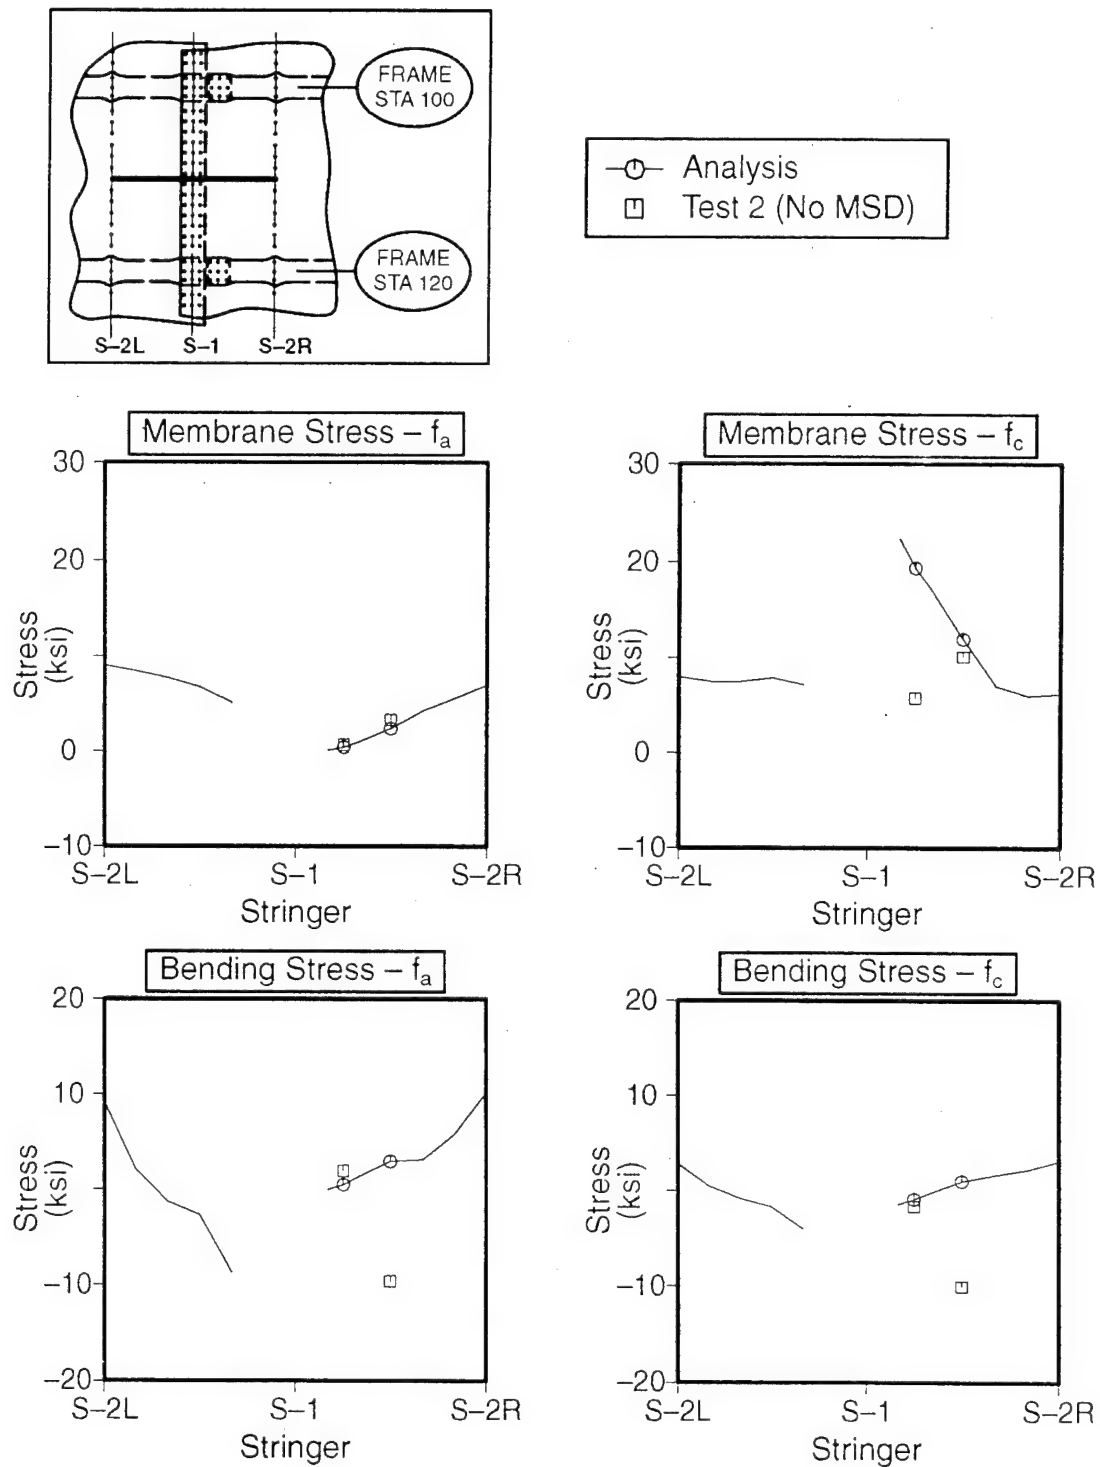 FRAME
STA 100
FRAME
STA 120
S–2L S–1 S–2R
Analysis
Test 2 (No MSD)
Membrane Stress – fa
30
20
0
–10
Stress
(ksi)
S–2L S–1 S–2R
Stringer
Membrane Stress – fc
30
20
0
–10
Stress
(ksi)
S–2L S–1 S–2R
Stringer
Bending Stress – fa
20
10
–10
–20
Stress
(ksi)
S–2L S–1 S–2R
Stringer
Bending Stress – fc
20
10
–10
–20
Stress
(ksi)
S–2L S–1 S–2R
Stringer